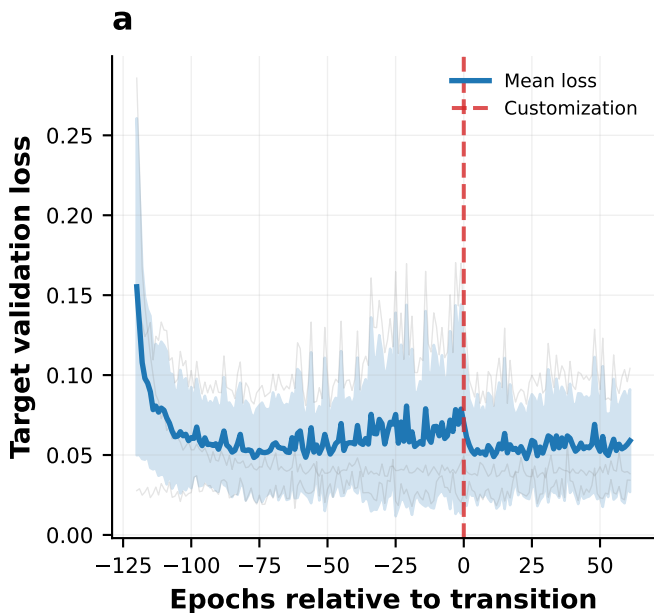 a
Mean loss
Customization
Target validation loss
0.25
0.20
0.15
0.10
0.05
0.00
−125 −100 −75 −50 −25 0 25 50
Epochs relative to transition